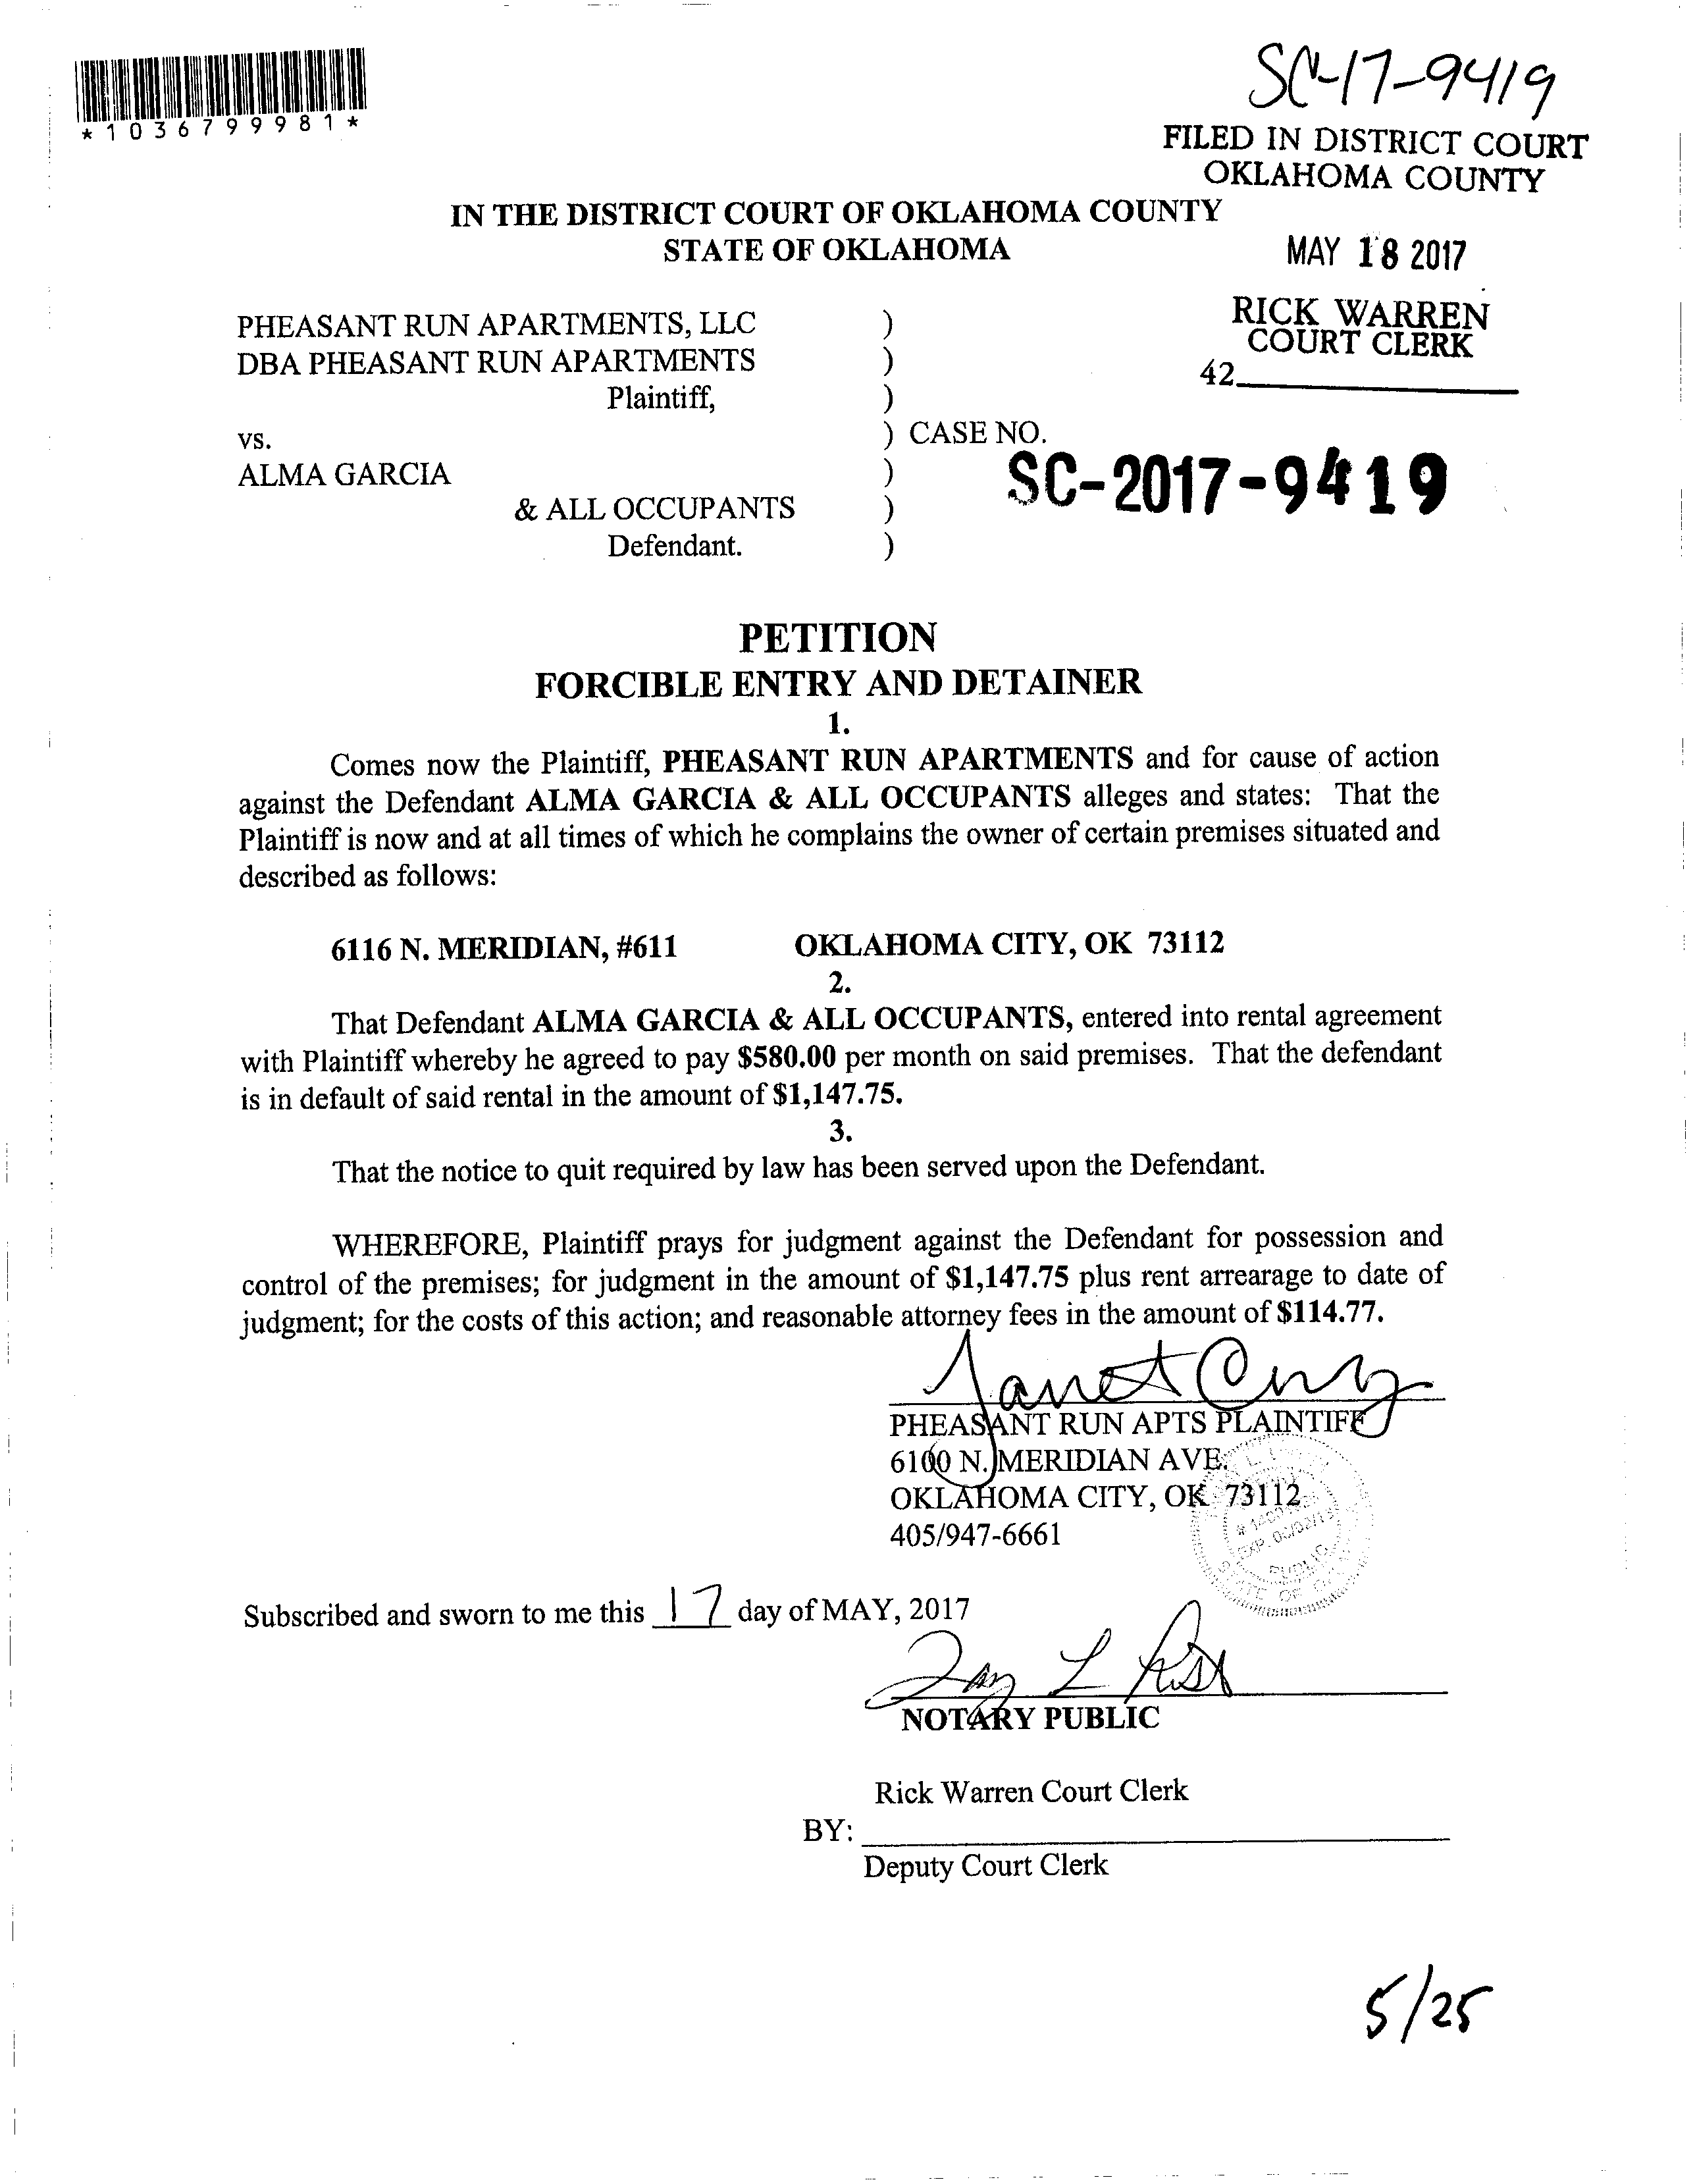 SC-17-9419
*1036799981*
FILED IN DISTRICT COURT
OKLAHOMA COUNTY
IN THE DISTRICT COURT OF OKLAHOMA COUNTY
STATE OF OKLAHOMA
MAY 18 2017
RICK WARREN
COURT CLERK
42
PHEASANT RUN APARTMENTS, LLC )
DBA PHEASANT RUN APARTMENTS )
Plaintiff, )
vs. ) CASE NO.
ALMA GARCIA ) SC-2017-9419
& ALL OCCUPANTS )
Defendant. )
PETITION
FORCIBLE ENTRY AND DETAINER
1.
Comes now the Plaintiff, PHEASANT RUN APARTMENTS and for cause of action
against the Defendant ALMA GARCIA & ALL OCCUPANTS alleges and states: That the
Plaintiff is now and at all times of which he complains the owner of certain premises situated and
described as follows:
6116 N. MERIDIAN, #611 OKLAHOMA CITY, OK 73112
2.
That Defendant ALMA GARCIA & ALL OCCUPANTS, entered into rental agreement
with Plaintiff whereby he agreed to pay $580.00 per month on said premises. That the defendant
is in default of said rental in the amount of $1,147.75.
3.
That the notice to quit required by law has been served upon the Defendant.
WHEREFORE, Plaintiff prays for judgment against the Defendant for possession and
control of the premises; for judgment in the amount of $1,147.75 plus rent arrearage to date of
judgment; for the costs of this action; and reasonable attorney fees in the amount of $114.77.
Janet
PHEASANT RUN APTS PLAINTIFF
6100 N. MERIDIAN AVE.
OKLAHOMA CITY, OK 73112
405/947-6661
PUBLIC
STATE OF
Subscribed and sworn to me this 17 day of MAY, 2017
NOTARY PUBLIC
Rick Warren Court Clerk
BY:
Deputy Court Clerk
5/25